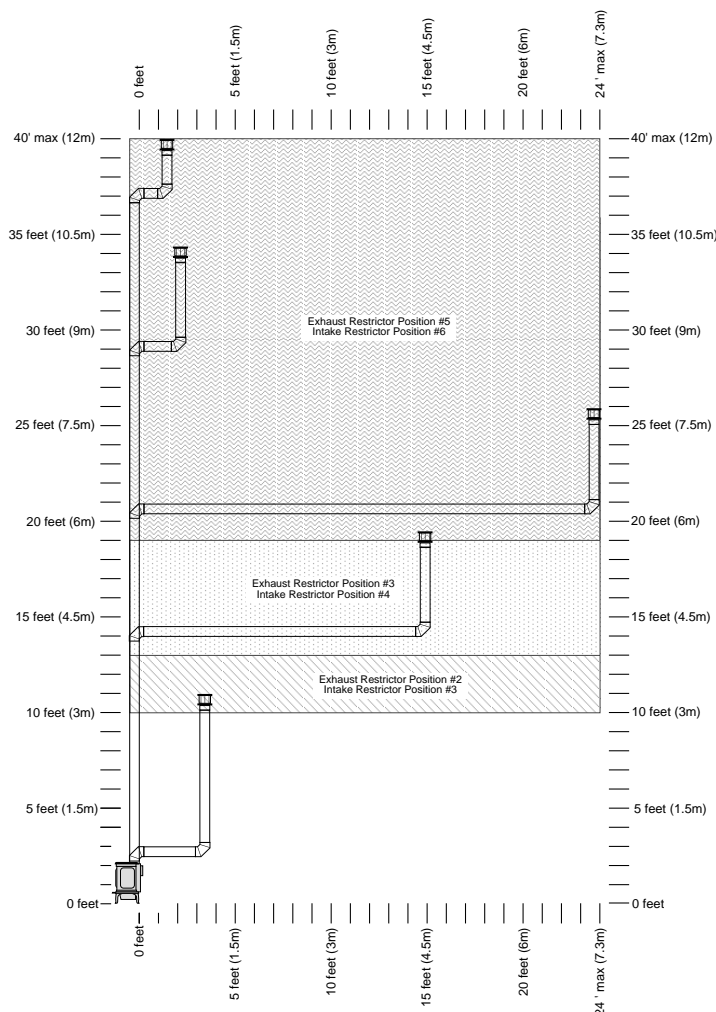 0 feet
5 feet (1.5m)
10 feet (3m)
15 feet (4.5m)
20 feet (6m)
24 ' max (7.3m)
40' max (12m)
40' max (12m)
35 feet (10.5m)
35 feet (10.5m)
Exhaust Restrictor Position #5
Intake Restrictor Position #6
30 feet (9m)
30 feet (9m)
25 feet (7.5m)
25 feet (7.5m)
20 feet (6m)
20 feet (6m)
Exhaust Restrictor Position #3
Intake Restrictor Position #4
15 feet (4.5m)
15 feet (4.5m)
Exhaust Restrictor Position #2
Intake Restrictor Position #3
10 feet (3m)
10 feet (3m)
5 feet (1.5m)
5 feet (1.5m)
0 feet
0 feet
0 feet
5 feet (1.5m)
10 feet (3m)
15 feet (4.5m)
20 feet (6m)
24 ' max (7.3m)